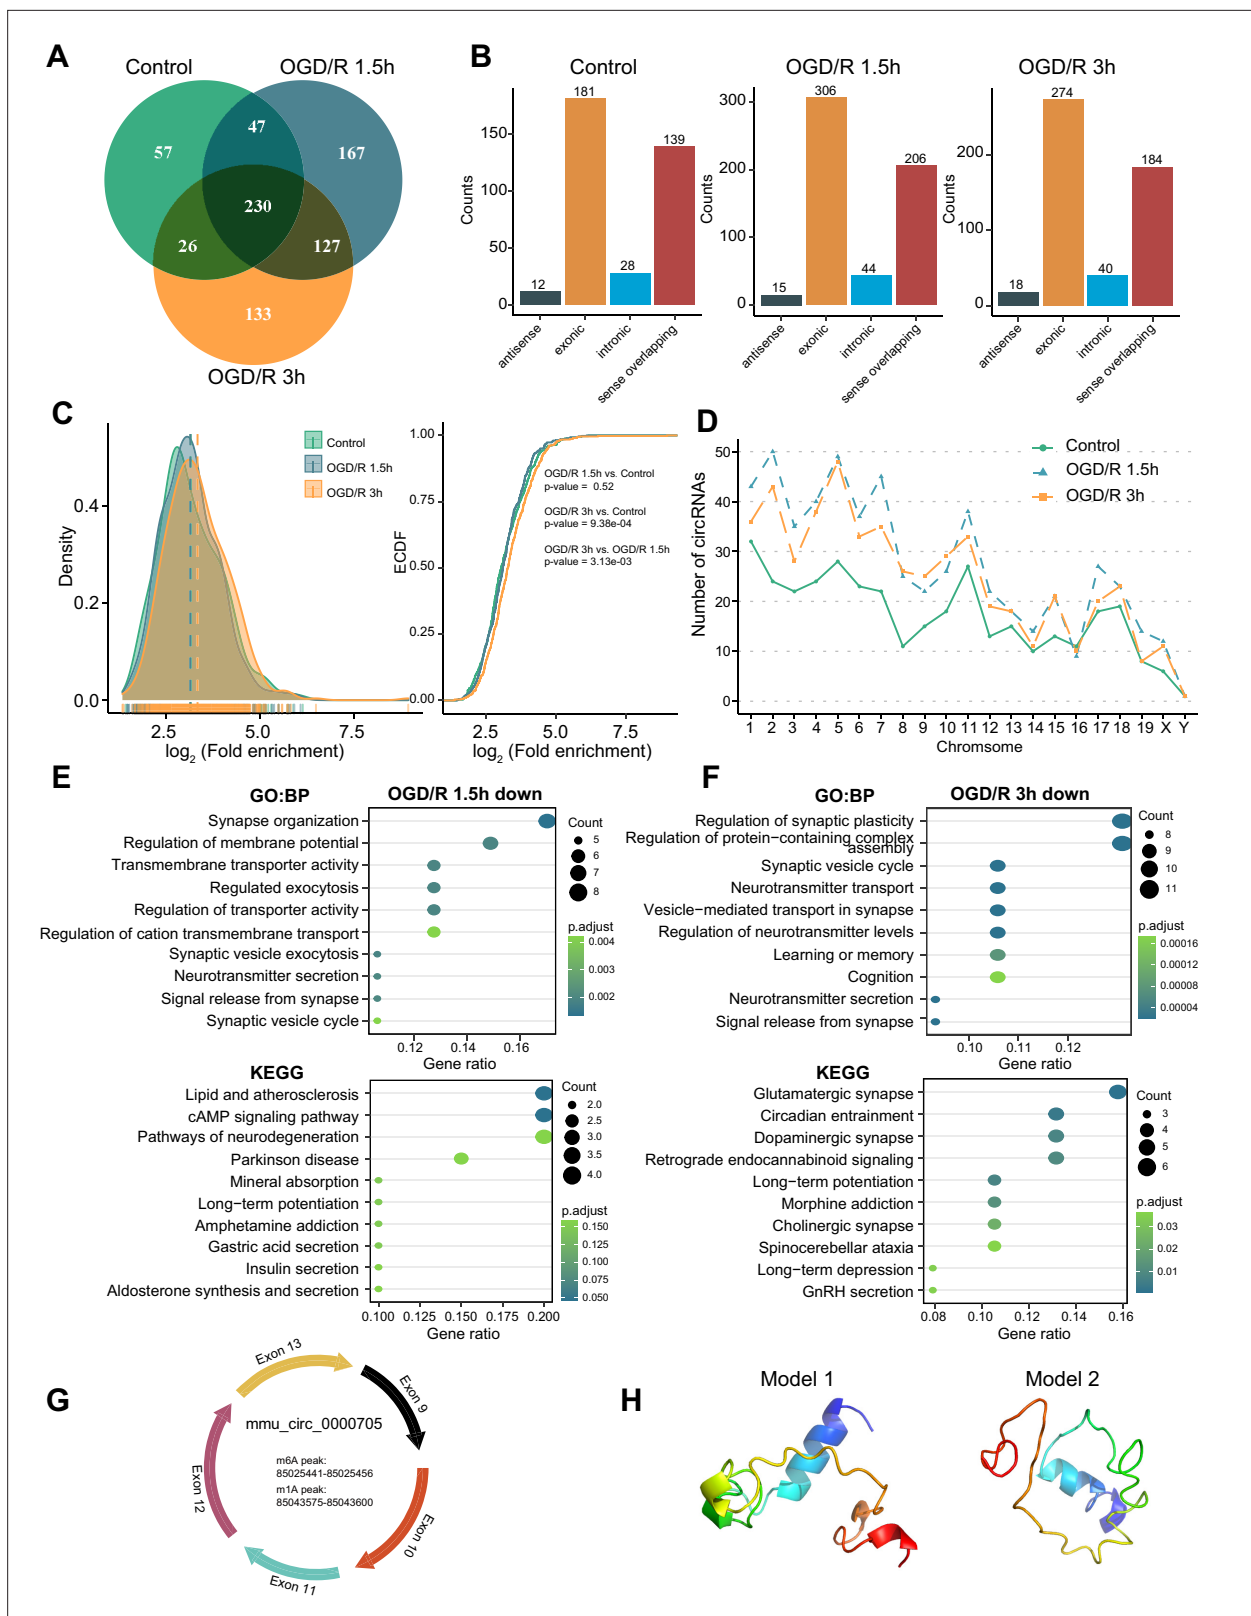 A
Control
OGD/R 1.5h
57
47
167
230
26
127
133
OGD/R 3h
B
Control
Counts
150
100
50
0
12
181
28
139
antisense
exonic
intronic
sense overlapping
OGD/R 1.5h
Counts
300
200
100
0
15
306
44
206
antisense
exonic
intronic
sense overlapping
OGD/R 3h
Counts
200
100
0
18
274
40
184
antisense
exonic
intronic
sense overlapping
C
Density
0.4
0.2
0.0
2.5 5.0 7.5
log2 (Fold enrichment)
Control
OGD/R 1.5h
OGD/R 3h
ECDF
1.00
0.75
0.50
0.25
0.00
OGD/R 1.5h vs. Control
p-value = 0.52
OGD/R 3h vs. Control
p-value = 9.38e-04
OGD/R 3h vs. OGD/R 1.5h
p-value = 3.13e-03
2.5 5.0 7.5
log2 (Fold enrichment)
D
Number of circRNAs
50
40
30
20
10
0
Control
OGD/R 1.5h
OGD/R 3h
1 2 3 4 5 6 7 8 9 10 11 12 13 14 15 16 17 18 19 X Y
Chromsome
E
GO:BP
OGD/R 1.5h down
Synapse organization
Regulation of membrane potential
Transmembrane transporter activity
Regulated exocytosis
Regulation of transporter activity
Regulation of cation transmembrane transport
Synaptic vesicle exocytosis
Neurotransmitter secretion
Signal release from synapse
Synaptic vesicle cycle
0.12 0.14 0.16
Gene ratio
Count
5
6
7
8
p.adjust
0.004
0.002
KEGG
Lipid and atherosclerosis
cAMP signaling pathway
Pathways of neurodegeneration
Parkinson disease
Mineral absorption
Long−term potentiation
Amphetamine addiction
Gastric acid secretion
Insulin secretion
Aldosterone synthesis and secretion
0.100 0.125 0.150 0.175 0.200
Gene ratio
Count
2.0
2.5
3.0
3.5
4.0
p.adjust
0.150
0.125
0.100
0.075
0.050
F
GO:BP
OGD/R 3h down
Regulation of synaptic plasticity
Regulation of protein−containing complex
assembly
Synaptic vesicle cycle
Neurotransmitter transport
Vesicle−mediated transport in synapse
Regulation of neurotransmitter levels
Learning or memory
Cognition
Neurotransmitter secretion
Signal release from synapse
0.10 0.11 0.12
Gene ratio
Count
8
9
10
11
p.adjust
0.00016
0.00012
0.00008
0.00004
KEGG
Glutamatergic synapse
Circadian entrainment
Dopaminergic synapse
Retrograde endocannabinoid signaling
Long−term potentiation
Morphine addiction
Cholinergic synapse
Spinocerebellar ataxia
Long−term depression
GnRH secretion
0.08 0.10 0.12 0.14 0.16
Gene ratio
Count
3
4
5
6
p.adjust
0.03
0.02
0.01
G
Exon 13
Exon 9
Exon 10
Exon 11
Exon 12
mmu_circ_0000705
m6A peak:
85025441-85025456
m1A peak:
85043575-85043600
H
Model 1
Model 2